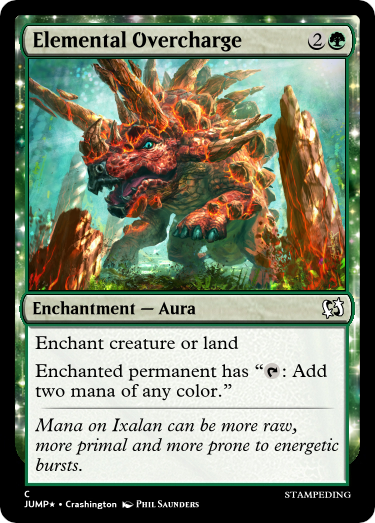 Elemental Overcharge 2
Enchantment — Aura
Enchant creature or land
Enchanted permanent has “: Add
two mana of any color.”
Mana on Ixalan can be more raw,
more primal and more prone to energetic
bursts.
C
STAMPEDING
JUMP★ • Crashington Phil Saunders